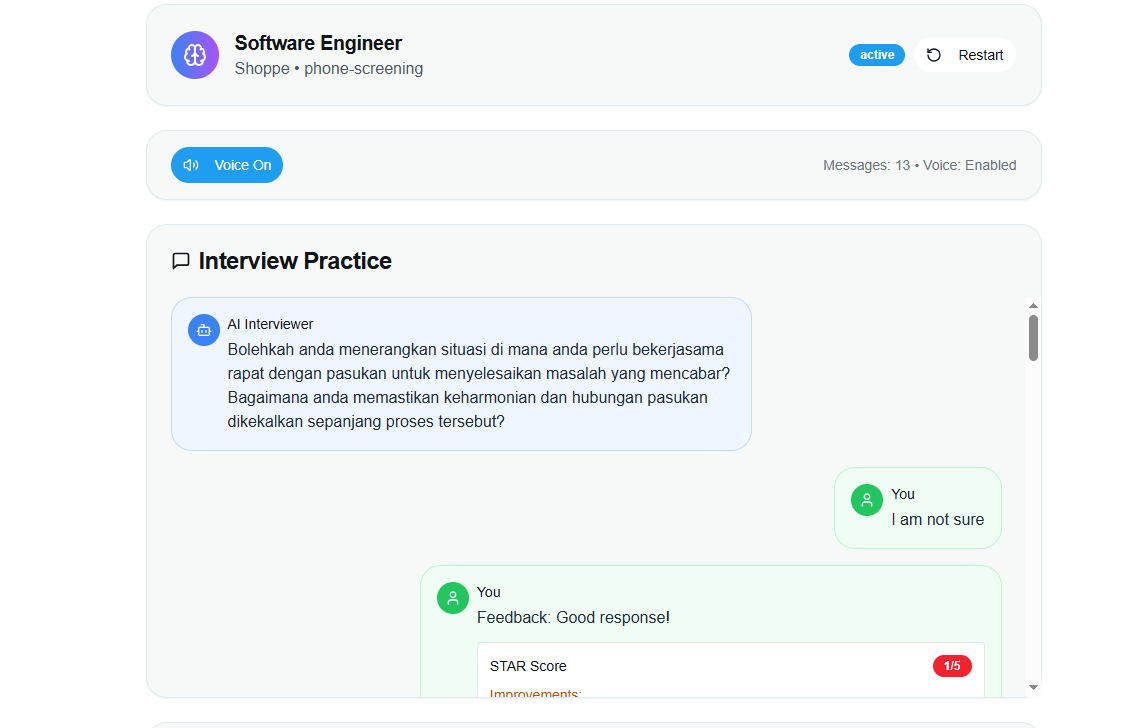 Software Engineer
Shoppe • phone-screening
active
Restart
Voice On
Messages: 13 • Voice: Enabled
Interview Practice
AI Interviewer
Bolehkah anda menerangkan situasi di mana anda perlu bekerjasama
rapat dengan pasukan untuk menyelesaikan masalah yang mencabar?
Bagaimana anda memastikan keharmonian dan hubungan pasukan
dikekalkan sepanjang proses tersebut?
You
I am not sure
You
Feedback: Good response!
STAR Score
1/5
Improvements: